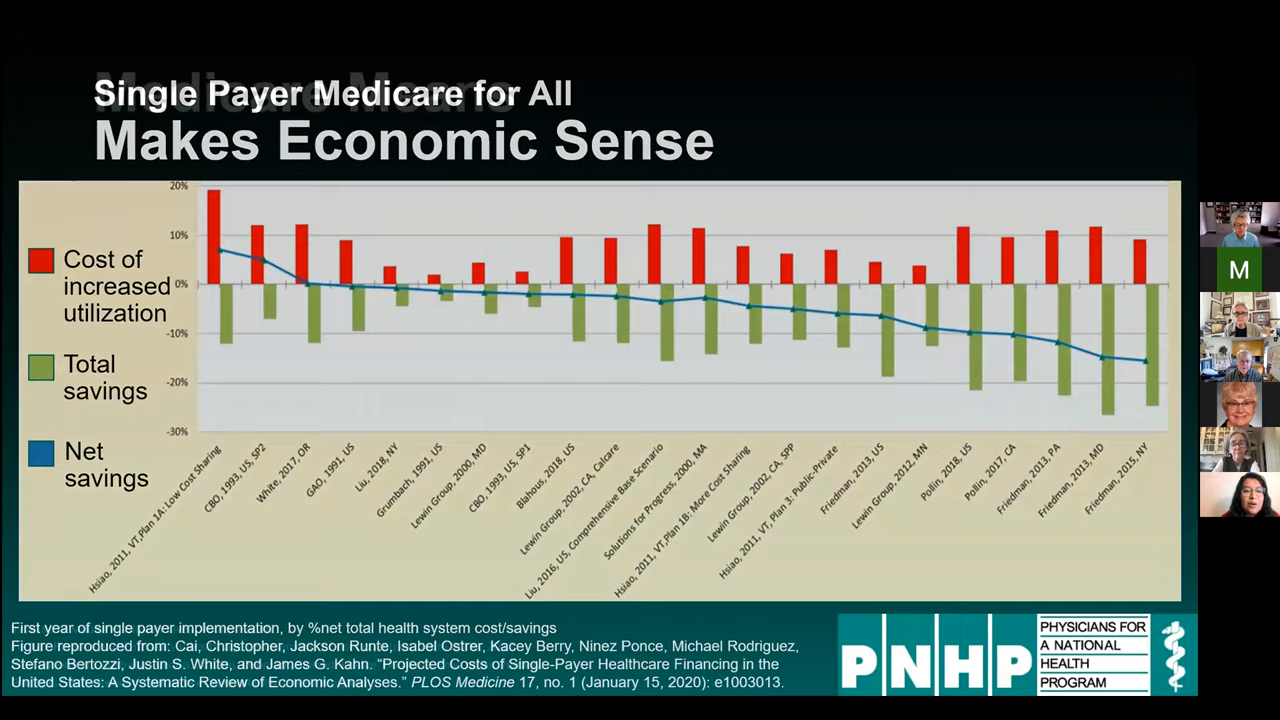 Medicare Means
Single Payer Medicare for All
Makes Economic Sense
20%
10%
0%
-10%
-20%
-30%
Cost of
increased
utilization
Total
savings
Net
savings
Hsiao, 2011, VT,Plan 1A: Low Cost Sharing
CBO, 1993, US, SP2
White, 2017, OR
GAO, 1991, US
Liu, 2018, NY
Grumbach, 1991, US
Lewin Group, 2000, MD
CBO, 1993, US, SP1
Blahous, 2018, US
Lewin Group, 2002, CA, Calcare
Liu, 2016, US, Comprehensive Base Scenario
Solutions for Progress, 2000, MA
Hsiao, 2011, VT,Plan 1B: More Cost Sharing
Lewin Group, 2002, CA, SPP
Hsiao, 2011, VT, Plan 3: Public-Private
Friedman, 2013, US
Lewin Group, 2012, MN
Pollin, 2018, US
Pollin, 2017, CA
Friedman, 2013, PA
Friedman, 2013, MD
Friedman, 2015, NY
First year of single payer implementation, by %net total health system cost/savings
Figure reproduced from: Cai, Christopher, Jackson Runte, Isbel Ostrer, Kacey Berry, Ninez Ponce, Michael Rodriguez,
Stefano Bertozzi, Justin S. White, and James G. Kahn. “Projected Costs of Single-Payer Healthcare Financing in the
United States: A Systematic Review of Economic Analyses.” PLOS Medicine 17, no. 1 (January 15, 2020): e1003013.
PNHP
PHYSICIANS FOR
A NATIONAL
HEALTH
PROGRAM
M